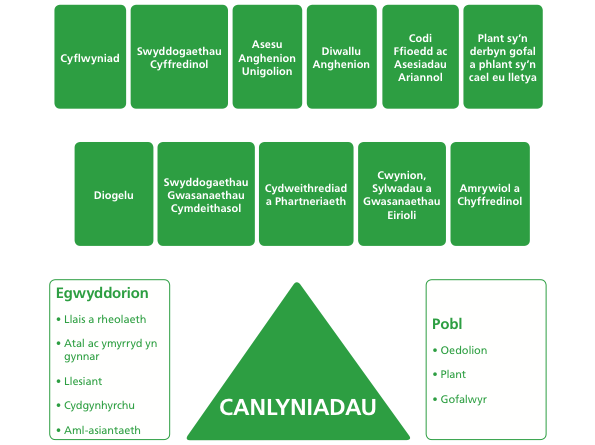 Cyflwyniad
Swyddogaethau
Cyffredinol
Asesu
Anghenion
Unigolion
Diwallu
Anghenion
Codi
Ffioedd ac
Asesiadau
Ariannol
Plant sy’n
derbyn gofal
a phlant sy’n
cael eu lletya
Diogelu
Swyddogaethau
Gwasanaethau
Cymdeithasol
Cydweithrediad
a Phartneriaeth
Cwynion,
Sylwadau a
Gwasanaethau
Eirioli
Amrywiol a
Chyffredinol
Egwyddorion
• Llais a rheolaeth
• Atal ac ymyrryd yn
gynnar
• Llesiant
• Cydgynhyrchu
• Aml-asiantaeth
CANLYNIADAU
Pobl
• Oedolion
• Plant
• Gofalwyr